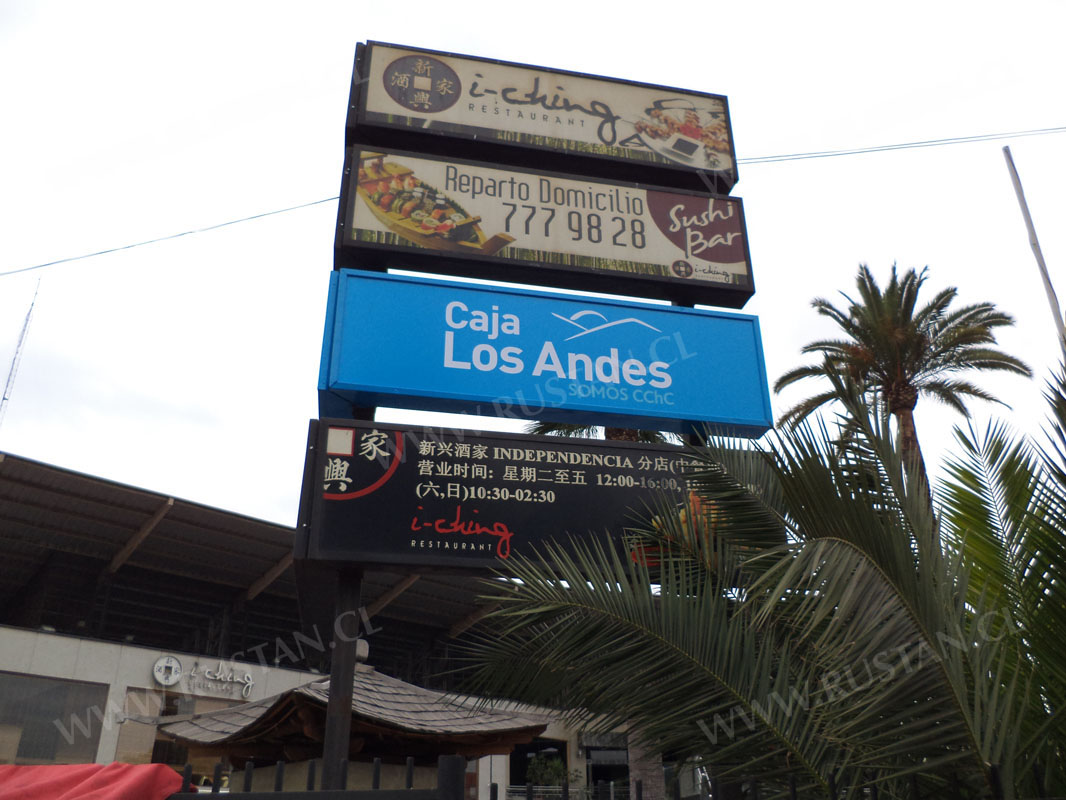 新
酒 家
興
i-ching
RESTAURANT
Reparto Domicilio
777 98 28
Sushi
Bar
i-ching
Caja
Los Andes
SOMOS CChC
家
興
新兴酒家 INDEPENDENCIA 分店
营业时间: 星期二至五 12:00-16:00,
(六,日)10:30-02:30
i-ching
RESTAURANT
i-ching
WWW.RUSTAN.CL